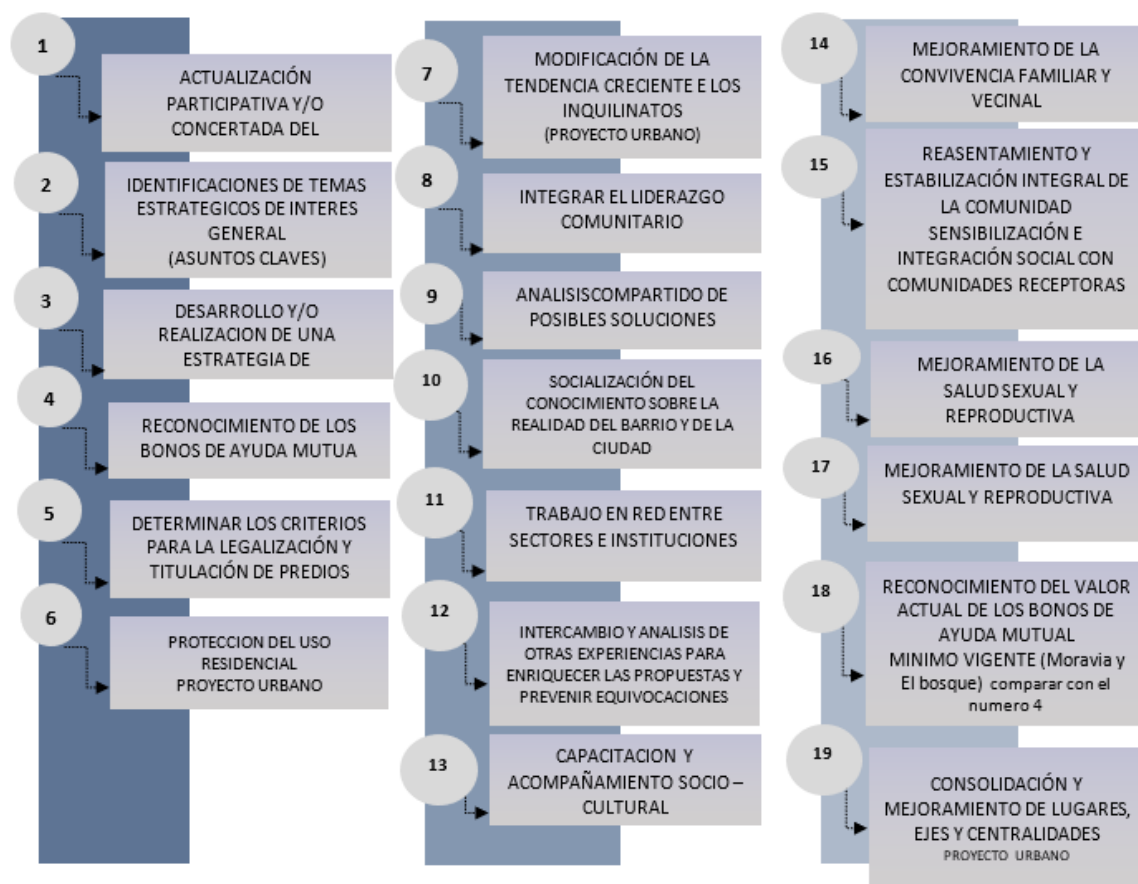 1
ACTUALIZACIÓN
PARTICIPATIVA Y/O
CONCERTADA DEL
2
IDENTIFICACIONES DE TEMAS
ESTRATEGICOS DE INTERES
GENERAL
(ASUNTOS CLAVES)
3
DESARROLLO Y/O
REALIZACION DE UNA
ESTRATEGIA DE
4
RECONOCIMIENTO DE LOS
BONOS DE AYUDA MUTUA
5
DETERMINAR LOS CRITERIOS
PARA LA LEGALIZACIÓN Y
TITULACIÓN DE PREDIOS
6
PROTECCION DEL USO
RESIDENCIAL
PROYECTO URBANO
7
MODIFICACIÓN DE LA
TENDENCIA CRECIENTE E LOS
INQUILINATOS
(PROYECTO URBANO)
8
INTEGRAR EL LIDERAZGO
COMUNITARIO
9
ANALISISCOMPARTIDO DE
POSIBLES SOLUCIONES
10
SOCIALIZACIÓN DEL
CONOCIMIENTO SOBRE LA
REALIDAD DEL BARRIO Y DE LA
CIUDAD
11
TRABAJO EN RED ENTRE
SECTORES E INSTITUCIONES
12
INTERCAMBIO Y ANALISIS DE
OTRAS EXPERIENCIAS PARA
ENRIQUECER LAS PROPUESTAS Y
PREVENIR EQUIVOCACIONES
13
CAPACITACION Y
ACOMPAÑAMIENTO SOCIO –
CULTURAL
14
MEJORAMIENTO DE LA
CONVIVENCIA FAMILIAR Y
VECINAL
15
REASENTAMIENTO Y
ESTABILIZACIÓN INTEGRAL DE
LA COMUNIDAD
SENSIBILIZACIÓN E
INTEGRACIÓN SOCIAL CON
COMUNIDADES RECEPTORAS
16
MEJORAMIENTO DE LA
SALUD SEXUAL Y
REPRODUCTIVA
17
MEJORAMIENTO DE LA SALUD
SEXUAL Y REPRODUCTIVA
18
RECONOCIMIENTO DEL VALOR
ACTUAL DE LOS BONOS DE
AYUDA MUTUAL
MINIMO VIGENTE (Moravia y
El bosque) comparar con el
numero 4
19
CONSOLIDACIÓN Y
MEJORAMIENTO DE LUGARES,
EJES Y CENTRALIDADES
PROYECTO URBANO